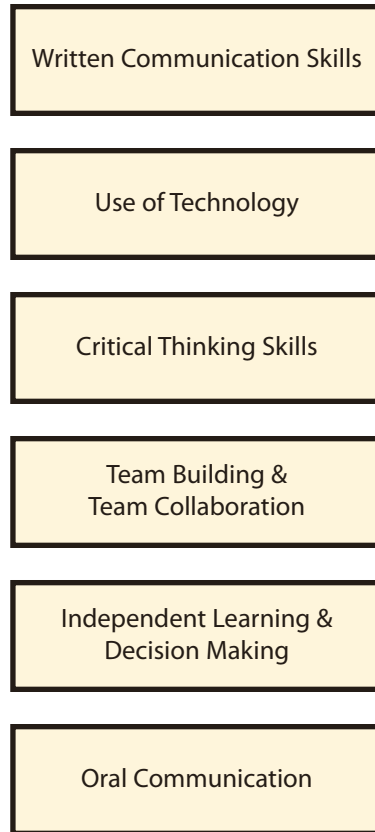 Written Communication Skills
Use of Technology
Critical Thinking Skills
Team Building &
Team Collaboration
Independent Learning &
Decision Making
Oral Communication